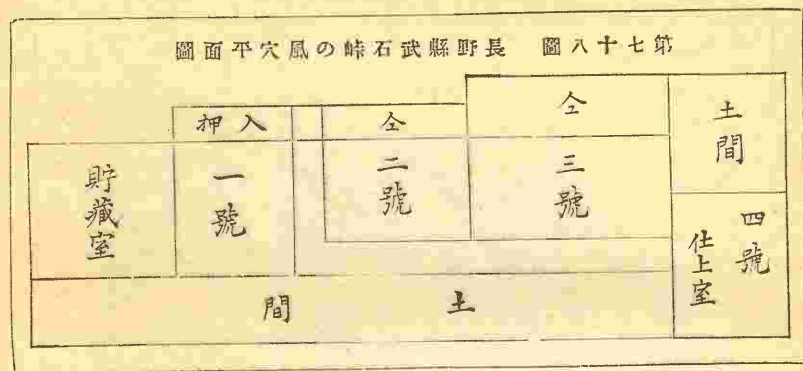 第七十八圖　長野縣武石峠の風穴平面圖
土間
仝
仝
入押
四號
仕上室
三號
二號
一號
貯藏室
土間